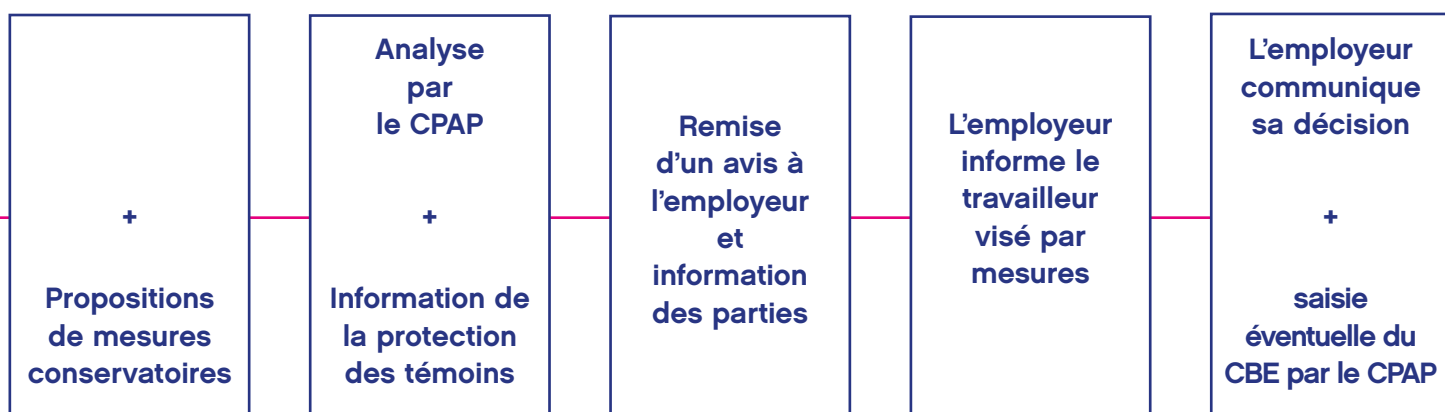 +
Propositions
de mesures
conservatoires
Analyse
par
le CPAP
+
Information de
la protection
des témoins
Remise
d'un avis à
l'employeur
et
information
des parties
L'employeur
informe le
travailleur
visé par
mesures
L'employeur
communique
sa décision
+
saisie
éventuelle du
CBE par le CPAP